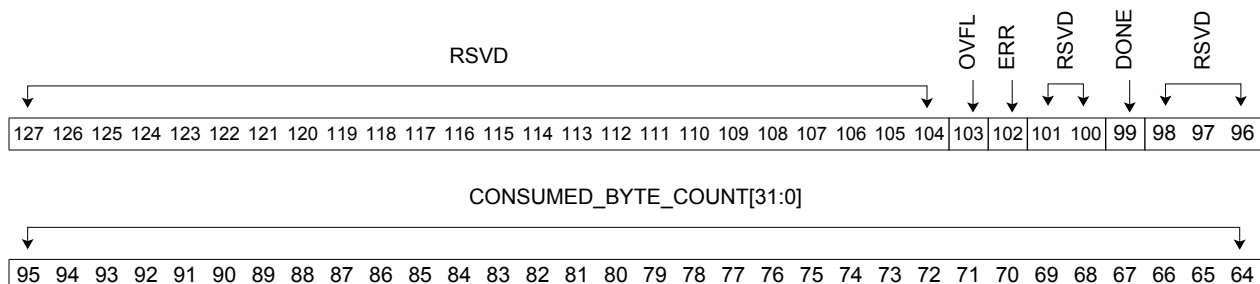 RSVD OVFL ERR RSVD DONE RSVD
127 126 125 124 123 122 121 120 119 118 117 116 115 114 113 112 111 110 109 108 107 106 105 104 103 102 101 100 99 98 97 96
CONSUMED_BYTE_COUNT[31:0]
95 94 93 92 91 90 89 88 87 86 85 84 83 82 81 80 79 78 77 76 75 74 73 72 71 70 69 68 67 66 65 64